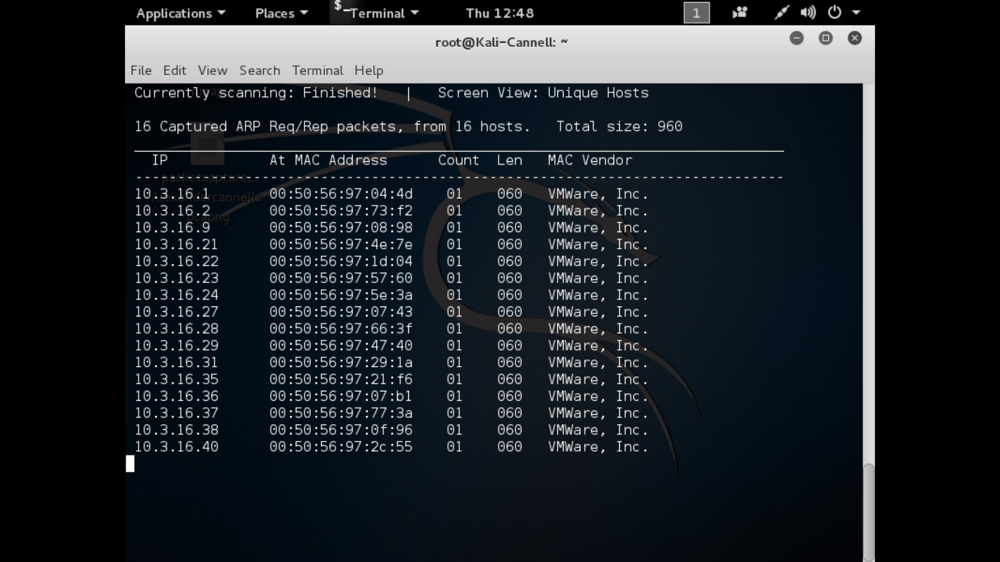 Applications Places $_ Terminal Thu 12:48 1
root@Kali-Cannell: ~
File Edit View Search Terminal Help
Currently scanning: Finished! | Screen View: Unique Hosts
16 Captured ARP Req/Rep packets, from 16 hosts. Total size: 960
IP At MAC Address Count Len MAC Vendor
-----------------------------------------------------------------------------
packetcapture_
10.3.16.1 00:50:56:97:04:4d 01 060 VMWare, Inc.
10.3.16.2 00:50:56:97:73:f2 01 060 VMWare, Inc.
pcapng
10.3.16.9 00:50:56:97:08:98 01 060 VMWare, Inc.
10.3.16.21 00:50:56:97:4e:7e 01 060 VMWare, Inc.
10.3.16.22 00:50:56:97:1d:04 01 060 VMWare, Inc.
10.3.16.23 00:50:56:97:57:60 01 060 VMWare, Inc.
10.3.16.24 00:50:56:97:5e:3a 01 060 VMWare, Inc.
10.3.16.27 00:50:56:97:07:43 01 060 VMWare, Inc.
10.3.16.28 00:50:56:97:66:3f 01 060 VMWare, Inc.
10.3.16.29 00:50:56:97:47:40 01 060 VMWare, Inc.
10.3.16.31 00:50:56:97:29:1a 01 060 VMWare, Inc.
10.3.16.35 00:50:56:97:21:f6 01 060 VMWare, Inc.
10.3.16.36 00:50:56:97:07:b1 01 060 VMWare, Inc.
10.3.16.37 00:50:56:97:77:3a 01 060 VMWare, Inc.
10.3.16.38 00:50:56:97:0f:96 01 060 VMWare, Inc.
10.3.16.40 00:50:56:97:2c:55 01 060 VMWare, Inc.